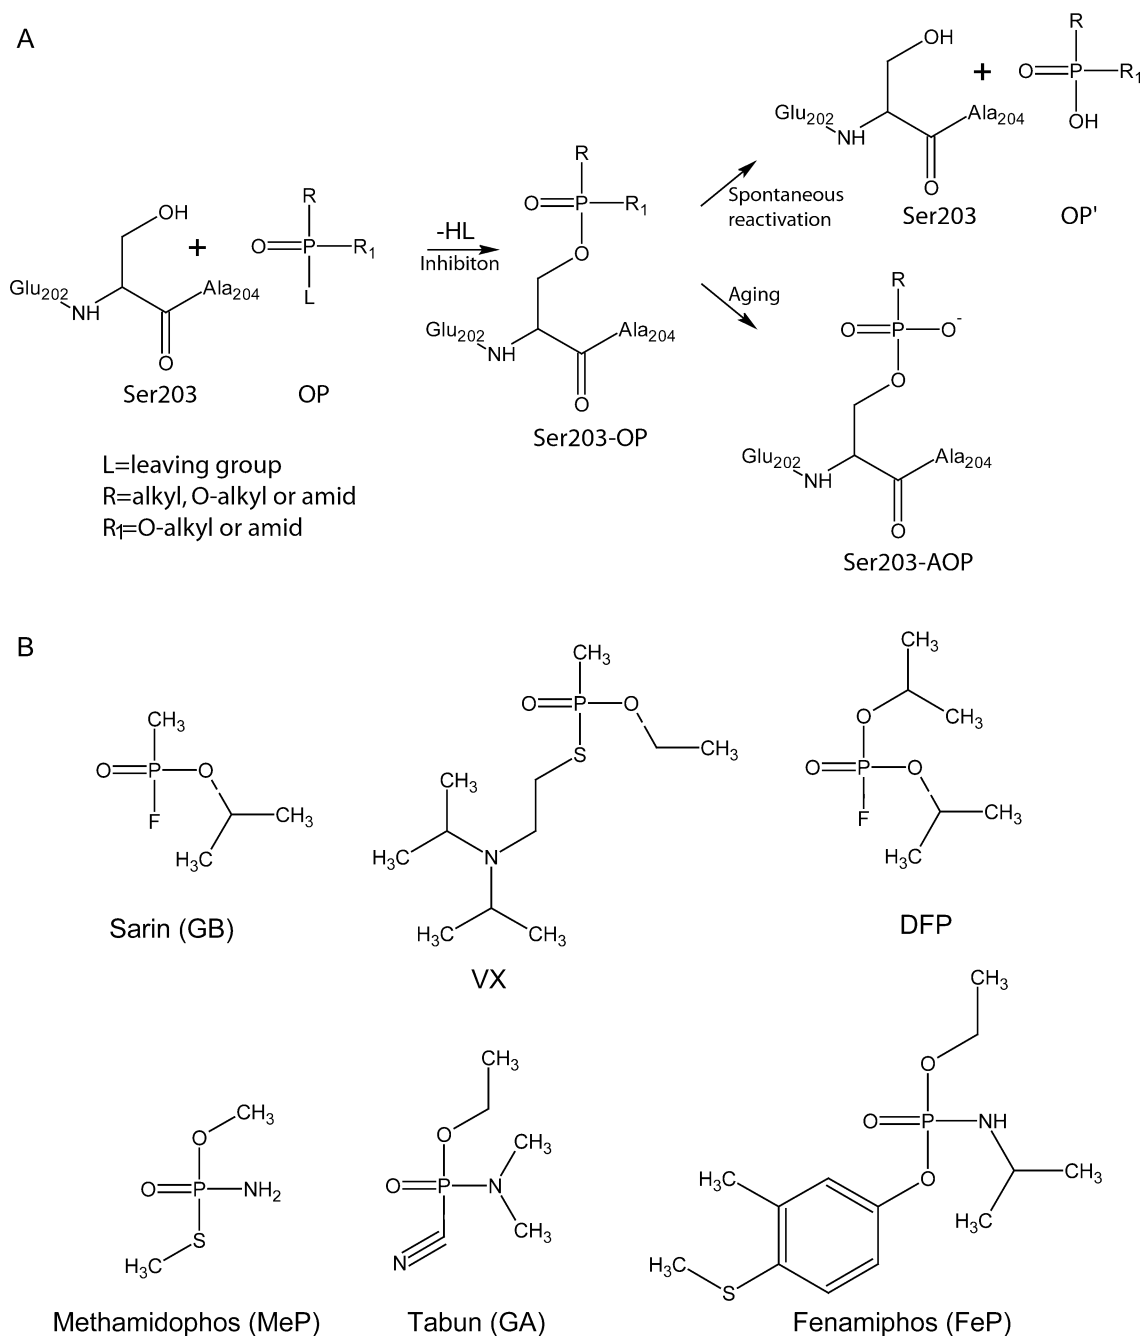 A
OH
Glu202
NH
O
Ala204
Ser203
+
R
O
P
R1
L
OP
-HL
Inhibiton
R
O
P
R1
O
Glu202
NH
O
Ala204
Ser203-OP
Spontaneous
reactivation
OH
Glu202
NH
O
Ala204
Ser203
+
R
O
P
R1
OH
OP'
Aging
R
O
P
O-
O
Glu202
NH
O
Ala204
Ser203-AOP
L=leaving group
R=alkyl, O-alkyl or amid
R1=O-alkyl or amid
B
CH3
O
P
O
F
CH3
H3C
Sarin (GB)
CH3
O
P
O
S
CH3
CH3
H3C
N
H3C
CH3
VX
CH3
O
CH3
O
P
O
F
CH3
H3C
DFP
CH3
O
O
P
NH2
S
H3C
Methamidophos (MeP)
CH3
O
CH3
O
P
N
CH3
N
Tabun (GA)
CH3
O
O
P
NH
O
CH3
H3C
H3C
H3C
S
Fenamiphos (FeP)